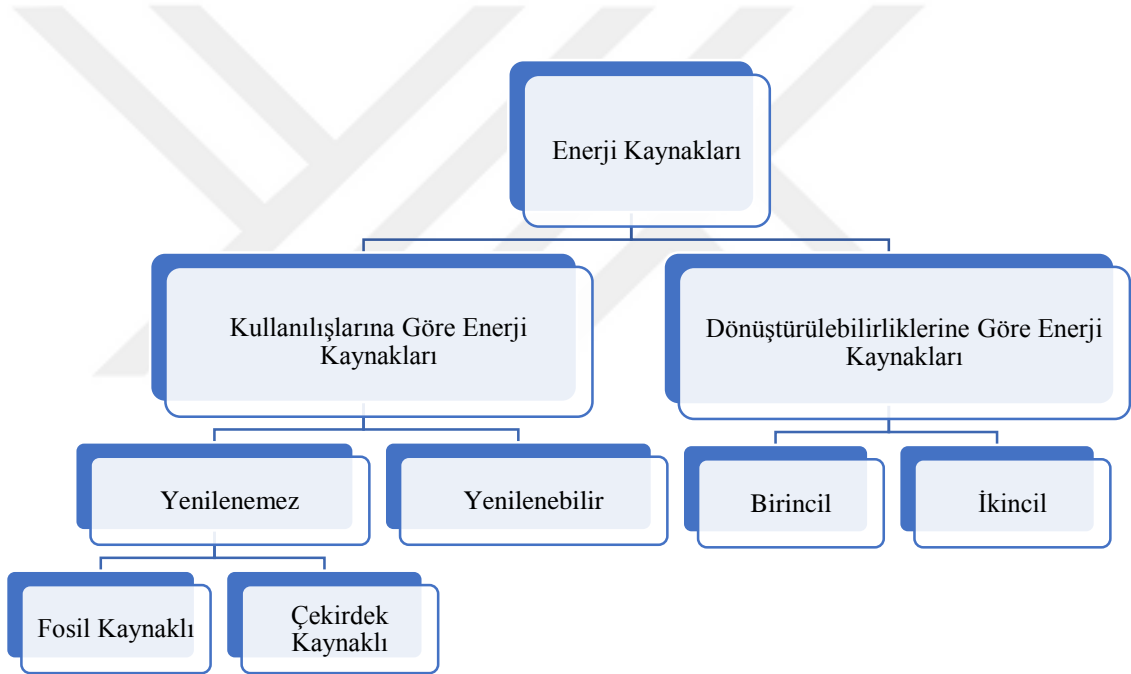 Enerji Kaynakları
Kullanılışlarına Göre Enerji
Kaynakları
Dönüştürülebilirliklerine Göre Enerji
Kaynakları
Yenilenemez
Yenilenebilir
Birincil
İkincil
Fosil Kaynaklı
Çekirdek
Kaynaklı